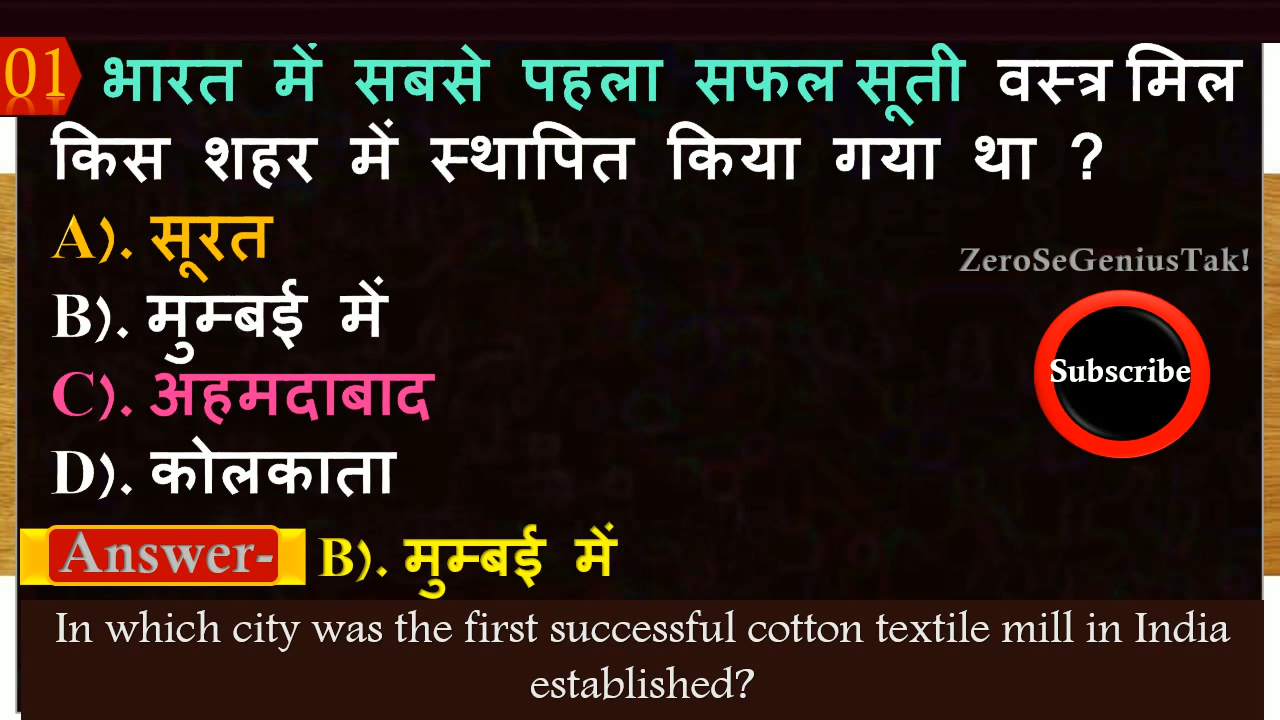 01 भारत में सबसे पहला सफल सूती वस्त्र मिल
किस शहर में स्थापित किया गया था ?
A). सूरत
ZeroSeGeniusTak!
B). मुम्बई में
Subscribe
C). अहमदाबाद
D). कोलकाता
Answer- B). मुम्बई में
In which city was the first successful cotton textile mill in India
established?